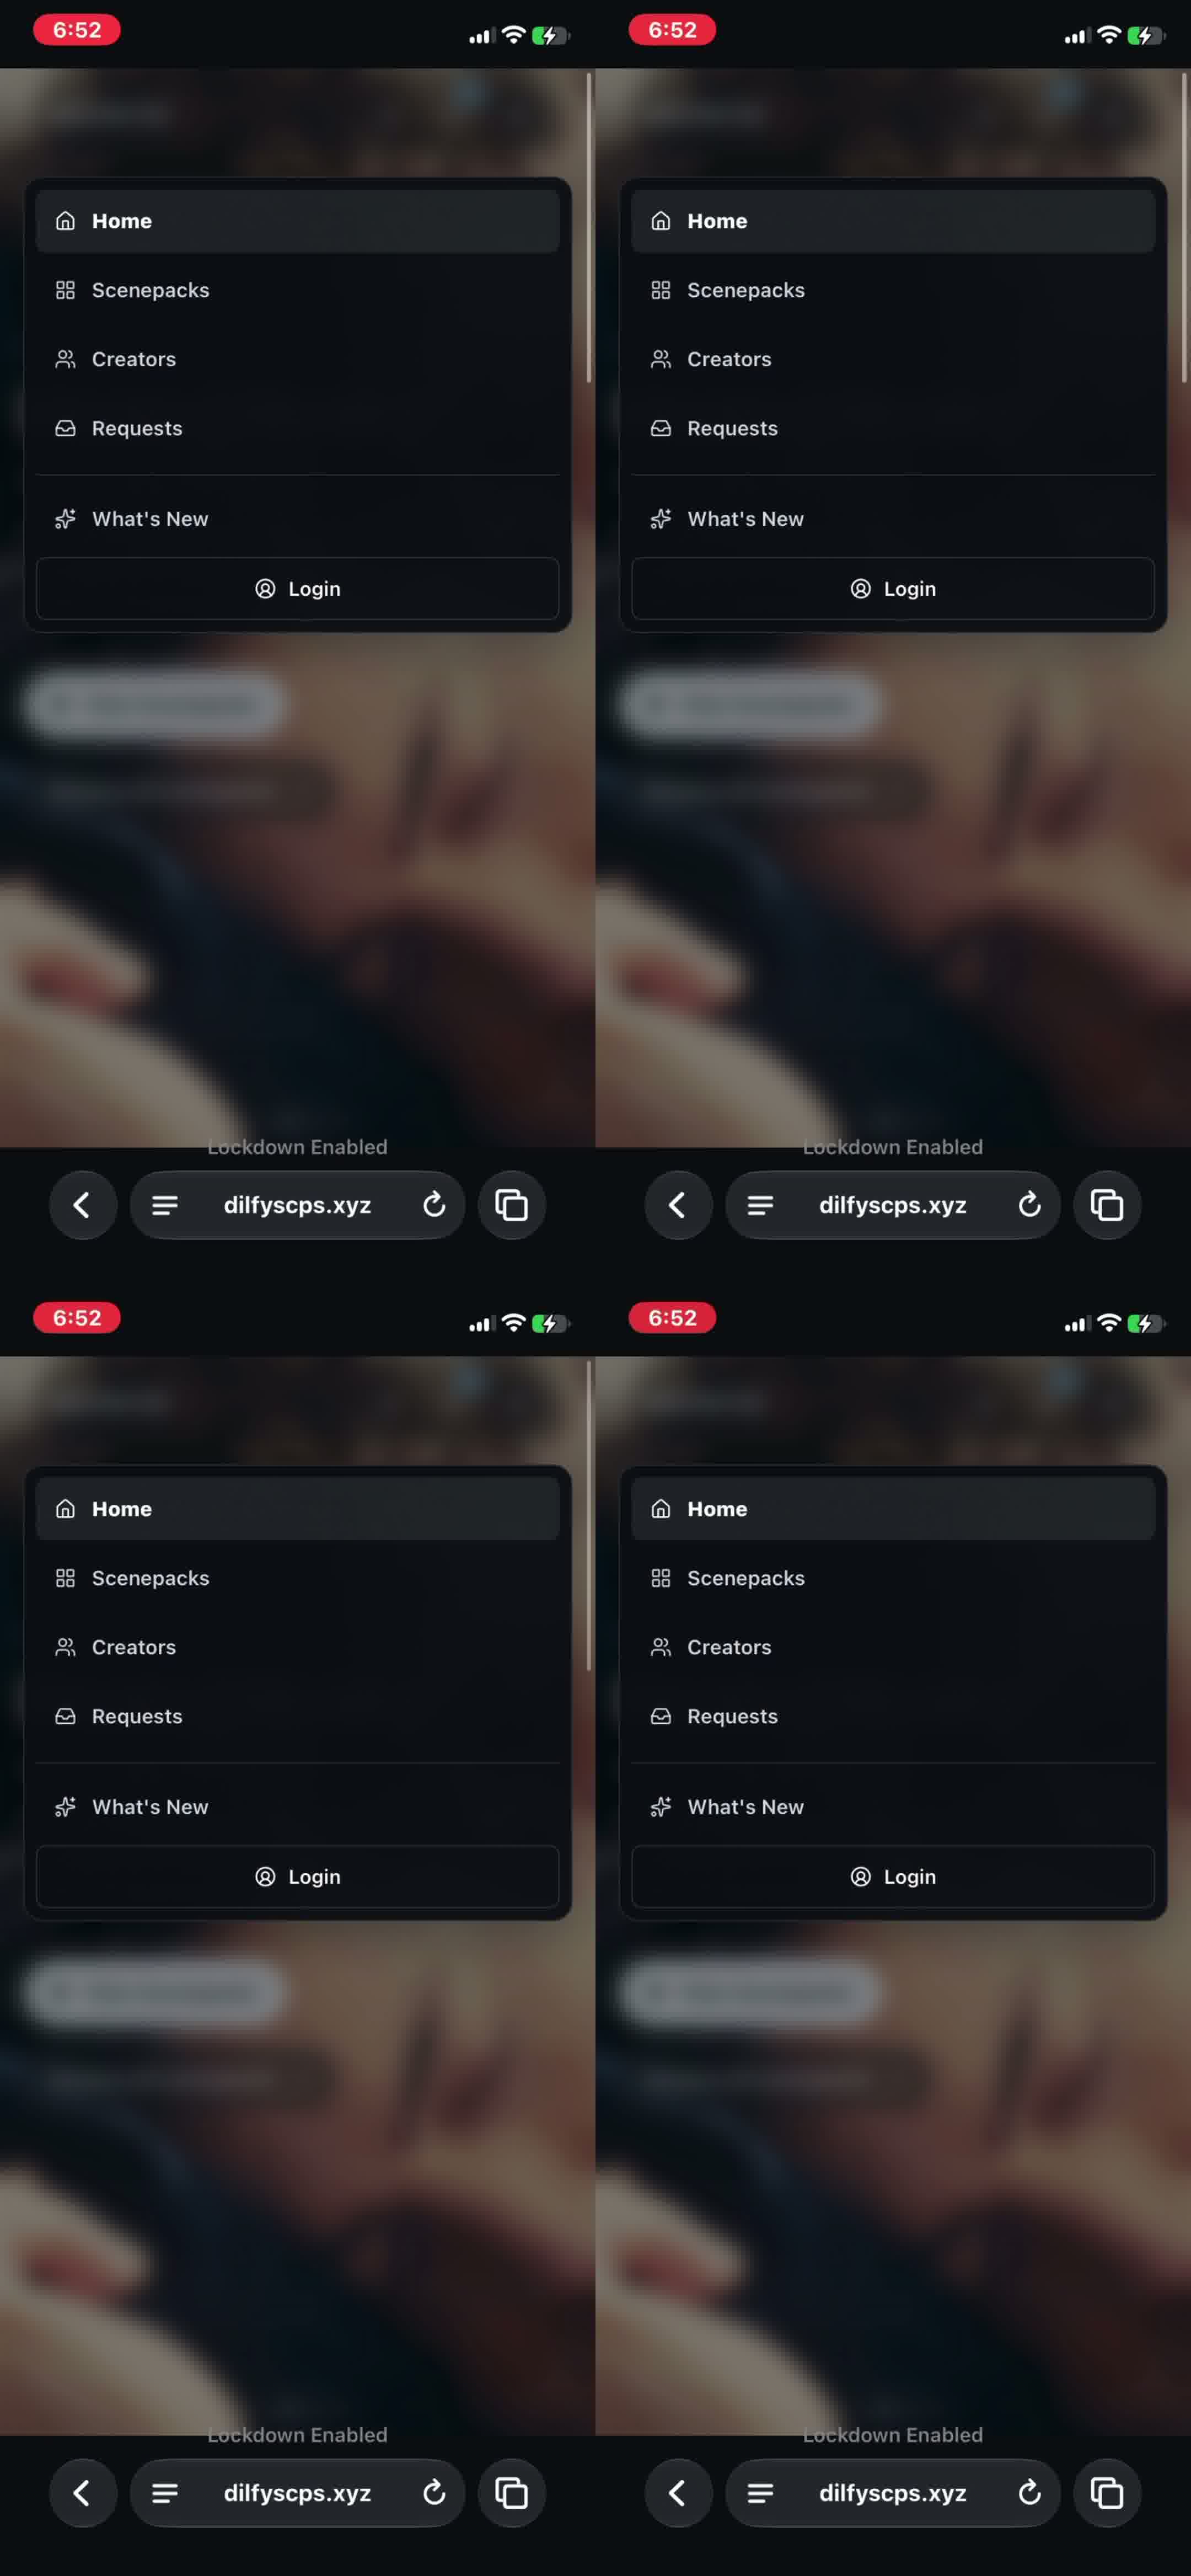 6:52
Home
Scenepacks
Creators
Requests
What's New
Login
Lockdown Enabled
dilfyscps.xyz
6:52
Home
Scenepacks
Creators
Requests
What's New
Login
Lockdown Enabled
dilfyscps.xyz
6:52
Home
Scenepacks
Creators
Requests
What's New
Login
Lockdown Enabled
dilfyscps.xyz
6:52
Home
Scenepacks
Creators
Requests
What's New
Login
Lockdown Enabled
dilfyscps.xyz